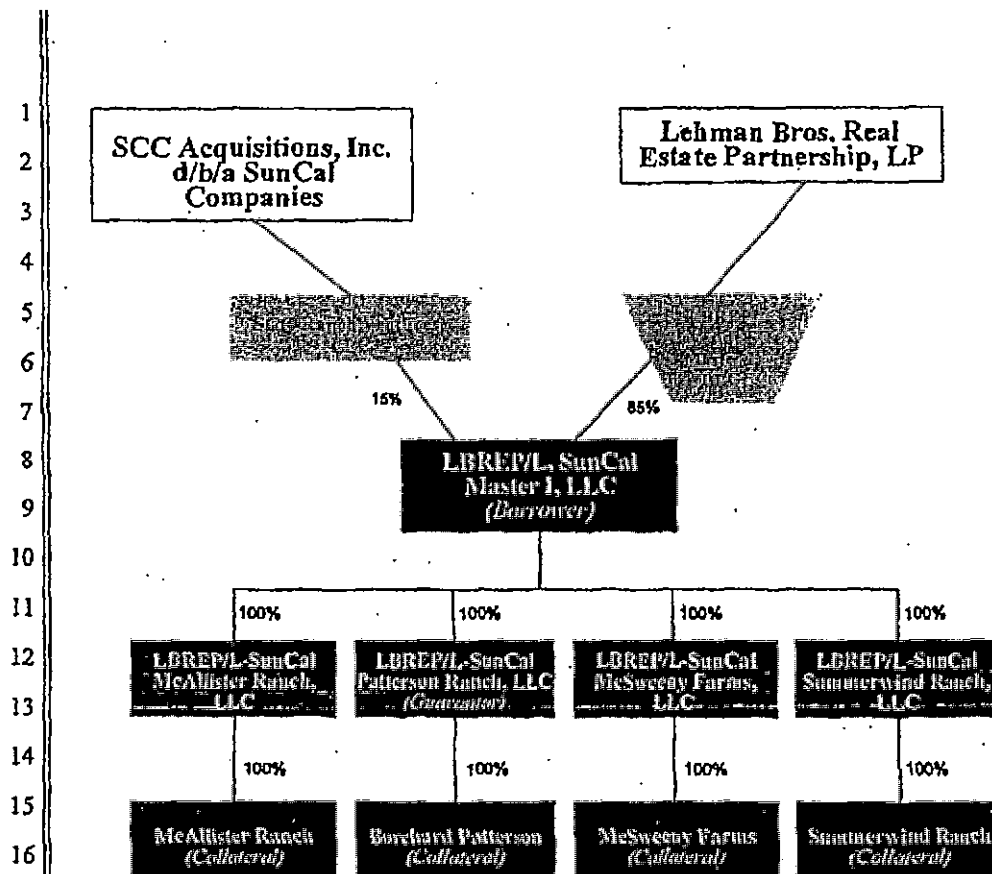 1
2
3
4
5
6
7
8
9
10
11
12
13
14
15
16
SCC Acquisitions, Inc.
d/b/a SunCal
Companies
Lehman Bros. Real
Estate Partnership, LP
15%
85%
LBREP/L, SunCal
Master I, LLC
(Borrower)
100%
100%
100%
100%
LBREP/L-SunCal
McAllister Ranch,
LLC
LBREP/L-SunCal
Patterson Ranch, LLC
(Guarantor)
LBREP/L-SunCal
McSweeny Farms,
LLC
LBREP/L-SunCal
Summerwind Ranch,
LLC
100%
100%
100%
100%
McAllister Ranch
(Collateral)
Borchard Patterson
(Collateral)
McSweeny Farms
(Collateral)
Summerwind Ranch
(Collateral)